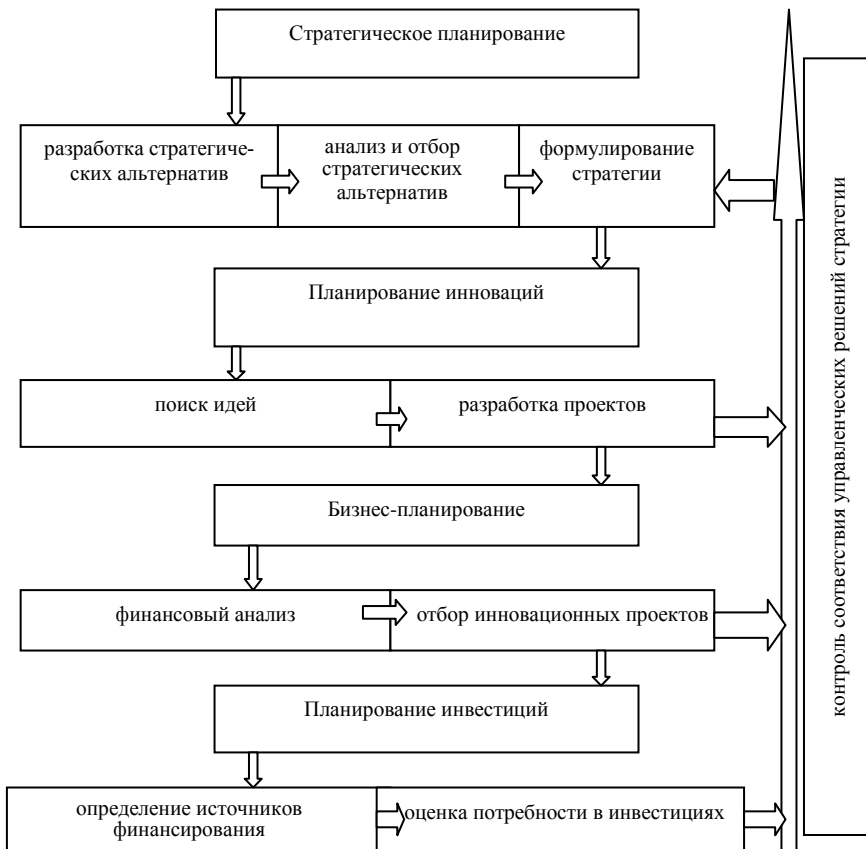 Стратегическое планирование
разработка стратегиче-
ских альтернатив
анализ и отбор
стратегических
альтернатив
формулирование
стратегии
Планирование инноваций
поиск идей
разработка проектов
Бизнес-планирование
финансовый анализ
отбор инновационных проектов
Планирование инвестиций
определение источников
финансирования
оценка потребности в инвестициях
контроль соответствия управленческих решений стратегии